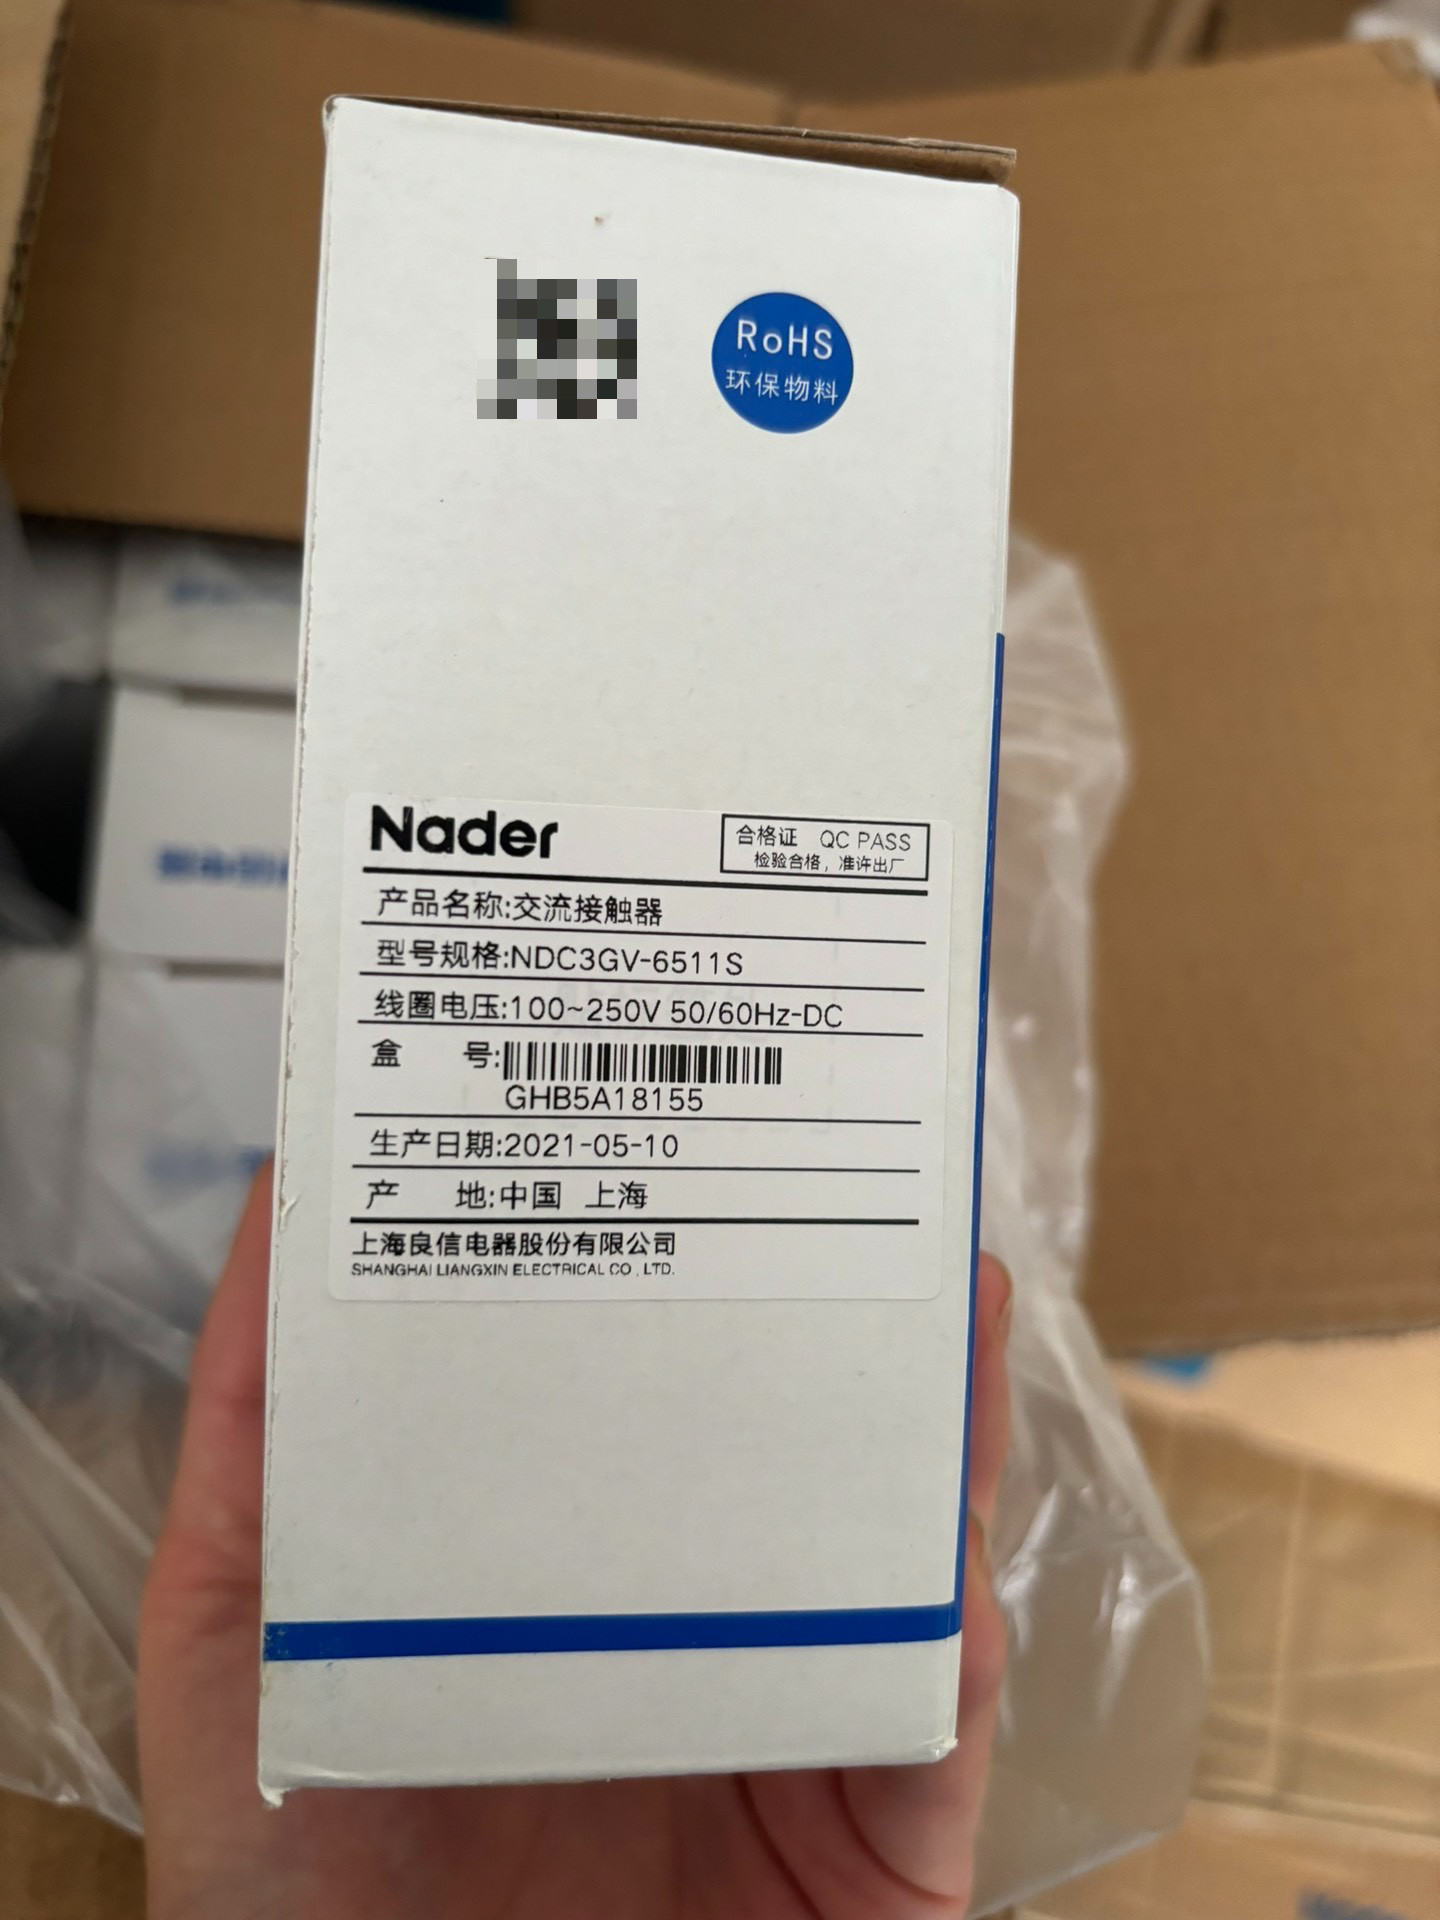 RoHS
环保物料
Nader
合格证 QC PASS
检验合格，准许出厂
产品名称:交流接触器
型号规格:NDC3GV-6511S
线圈电压:100~250V 50/60Hz-DC
盒 号:
GHB5A18155
生产日期:2021-05-10
产 地:中国 上海
上海良信电器股份有限公司
SHANGHAI LIANGXIN ELECTRICAL CO., LTD.